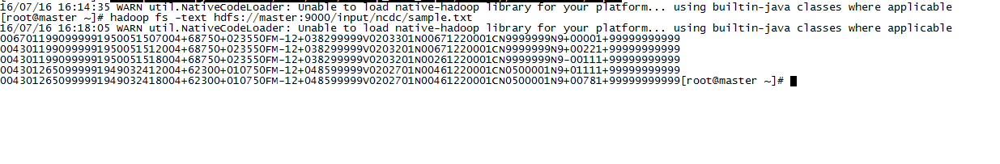 16/07/16 16:14:35 WARN util.NativeCodeLoader: Unable to load native-hadoop library for your platform... using builtin-java classes where applicable
[root@master ~]# hadoop fs -text hdfs://master:9000/input/ncdc/sample.txt
16/07/16 16:18:05 WARN util.NativeCodeLoader: Unable to load native-hadoop library for your platform... using builtin-java classes where applicable
0067011990999991950051507004+68750+023550FM-12+038299999V0203301N00671220001CN9999999N9+00001+99999999999
0043011990999991950051512004+68750+023550FM-12+038299999V0203201N00671220001CN9999999N9+00221+99999999999
0043011990999991950051518004+68750+023550FM-12+038299999V0203201N00261220001CN9999999N9-00111+99999999999
0043012650999991949032412004+62300+010750FM-12+048599999V0202701N00461220001CN0500001N9+01111+99999999999
0043012650999991949032418004+62300+010750FM-12+048599999V0202701N00461220001CN0500001N9+00781+99999999999[root@master ~]#